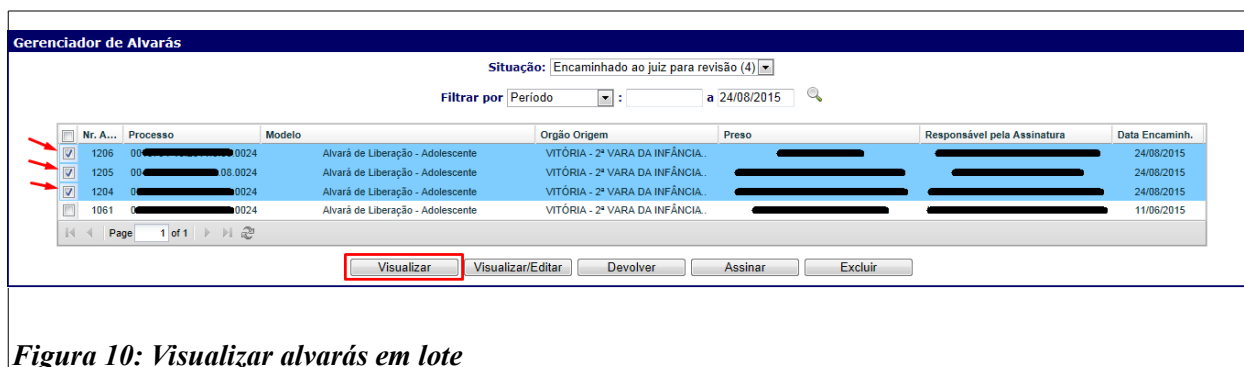 Gerenciador de Alvarás
Situação: Encaminhado ao juiz para revisão (4)
Filtrar por Período : a 24/08/2015
Nr. A... Processo Modelo Orgão Origem Preso Responsável pela Assinatura Data Encaminh.
1206 00 0024 Alvará de Liberação - Adolescente VITÓRIA - 2ª VARA DA INFÂNCIA.. 24/08/2015
1205 00 08.0024 Alvará de Liberação - Adolescente VITÓRIA - 2ª VARA DA INFÂNCIA.. 24/08/2015
1204 0 0024 Alvará de Liberação - Adolescente VITÓRIA - 2ª VARA DA INFÂNCIA.. 24/08/2015
1061 0 0024 Alvará de Liberação - Adolescente VITÓRIA - 2ª VARA DA INFÂNCIA.. 11/06/2015
Page 1 of 1
Visualizar Visualizar/Editar Devolver Assinar Excluir
Figura 10: Visualizar alvarás em lote